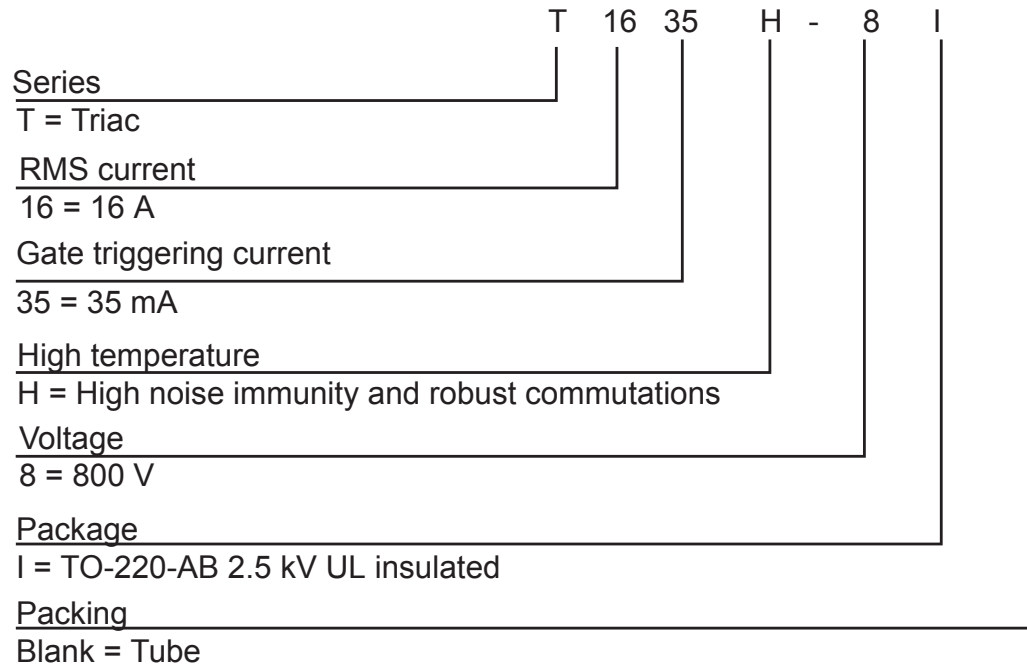 T 16 35 H - 8 I
Series
T = Triac
RMS current
16 = 16 A
Gate triggering current
35 = 35 mA
High temperature
H = High noise immunity and robust commutations
Voltage
8 = 800 V
Package
I = TO-220-AB 2.5 kV UL insulated
Packing
Blank = Tube